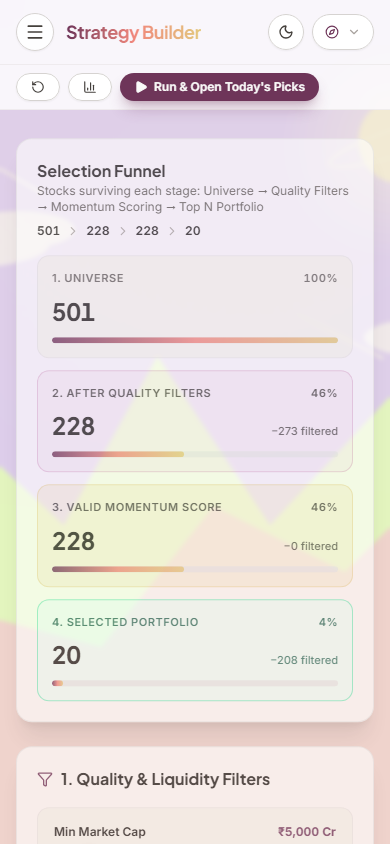 Strategy Builder
Run & Open Today's Picks
Selection Funnel
Stocks surviving each stage: Universe → Quality Filters
→ Momentum Scoring → Top N Portfolio
501 > 228 > 228 > 20
1. UNIVERSE 100%
501
2. AFTER QUALITY FILTERS 46%
228 −273 filtered
3. VALID MOMENTUM SCORE 46%
228 −0 filtered
4. SELECTED PORTFOLIO 4%
20 −208 filtered
1. Quality & Liquidity Filters
Min Market Cap ₹5,000 Cr